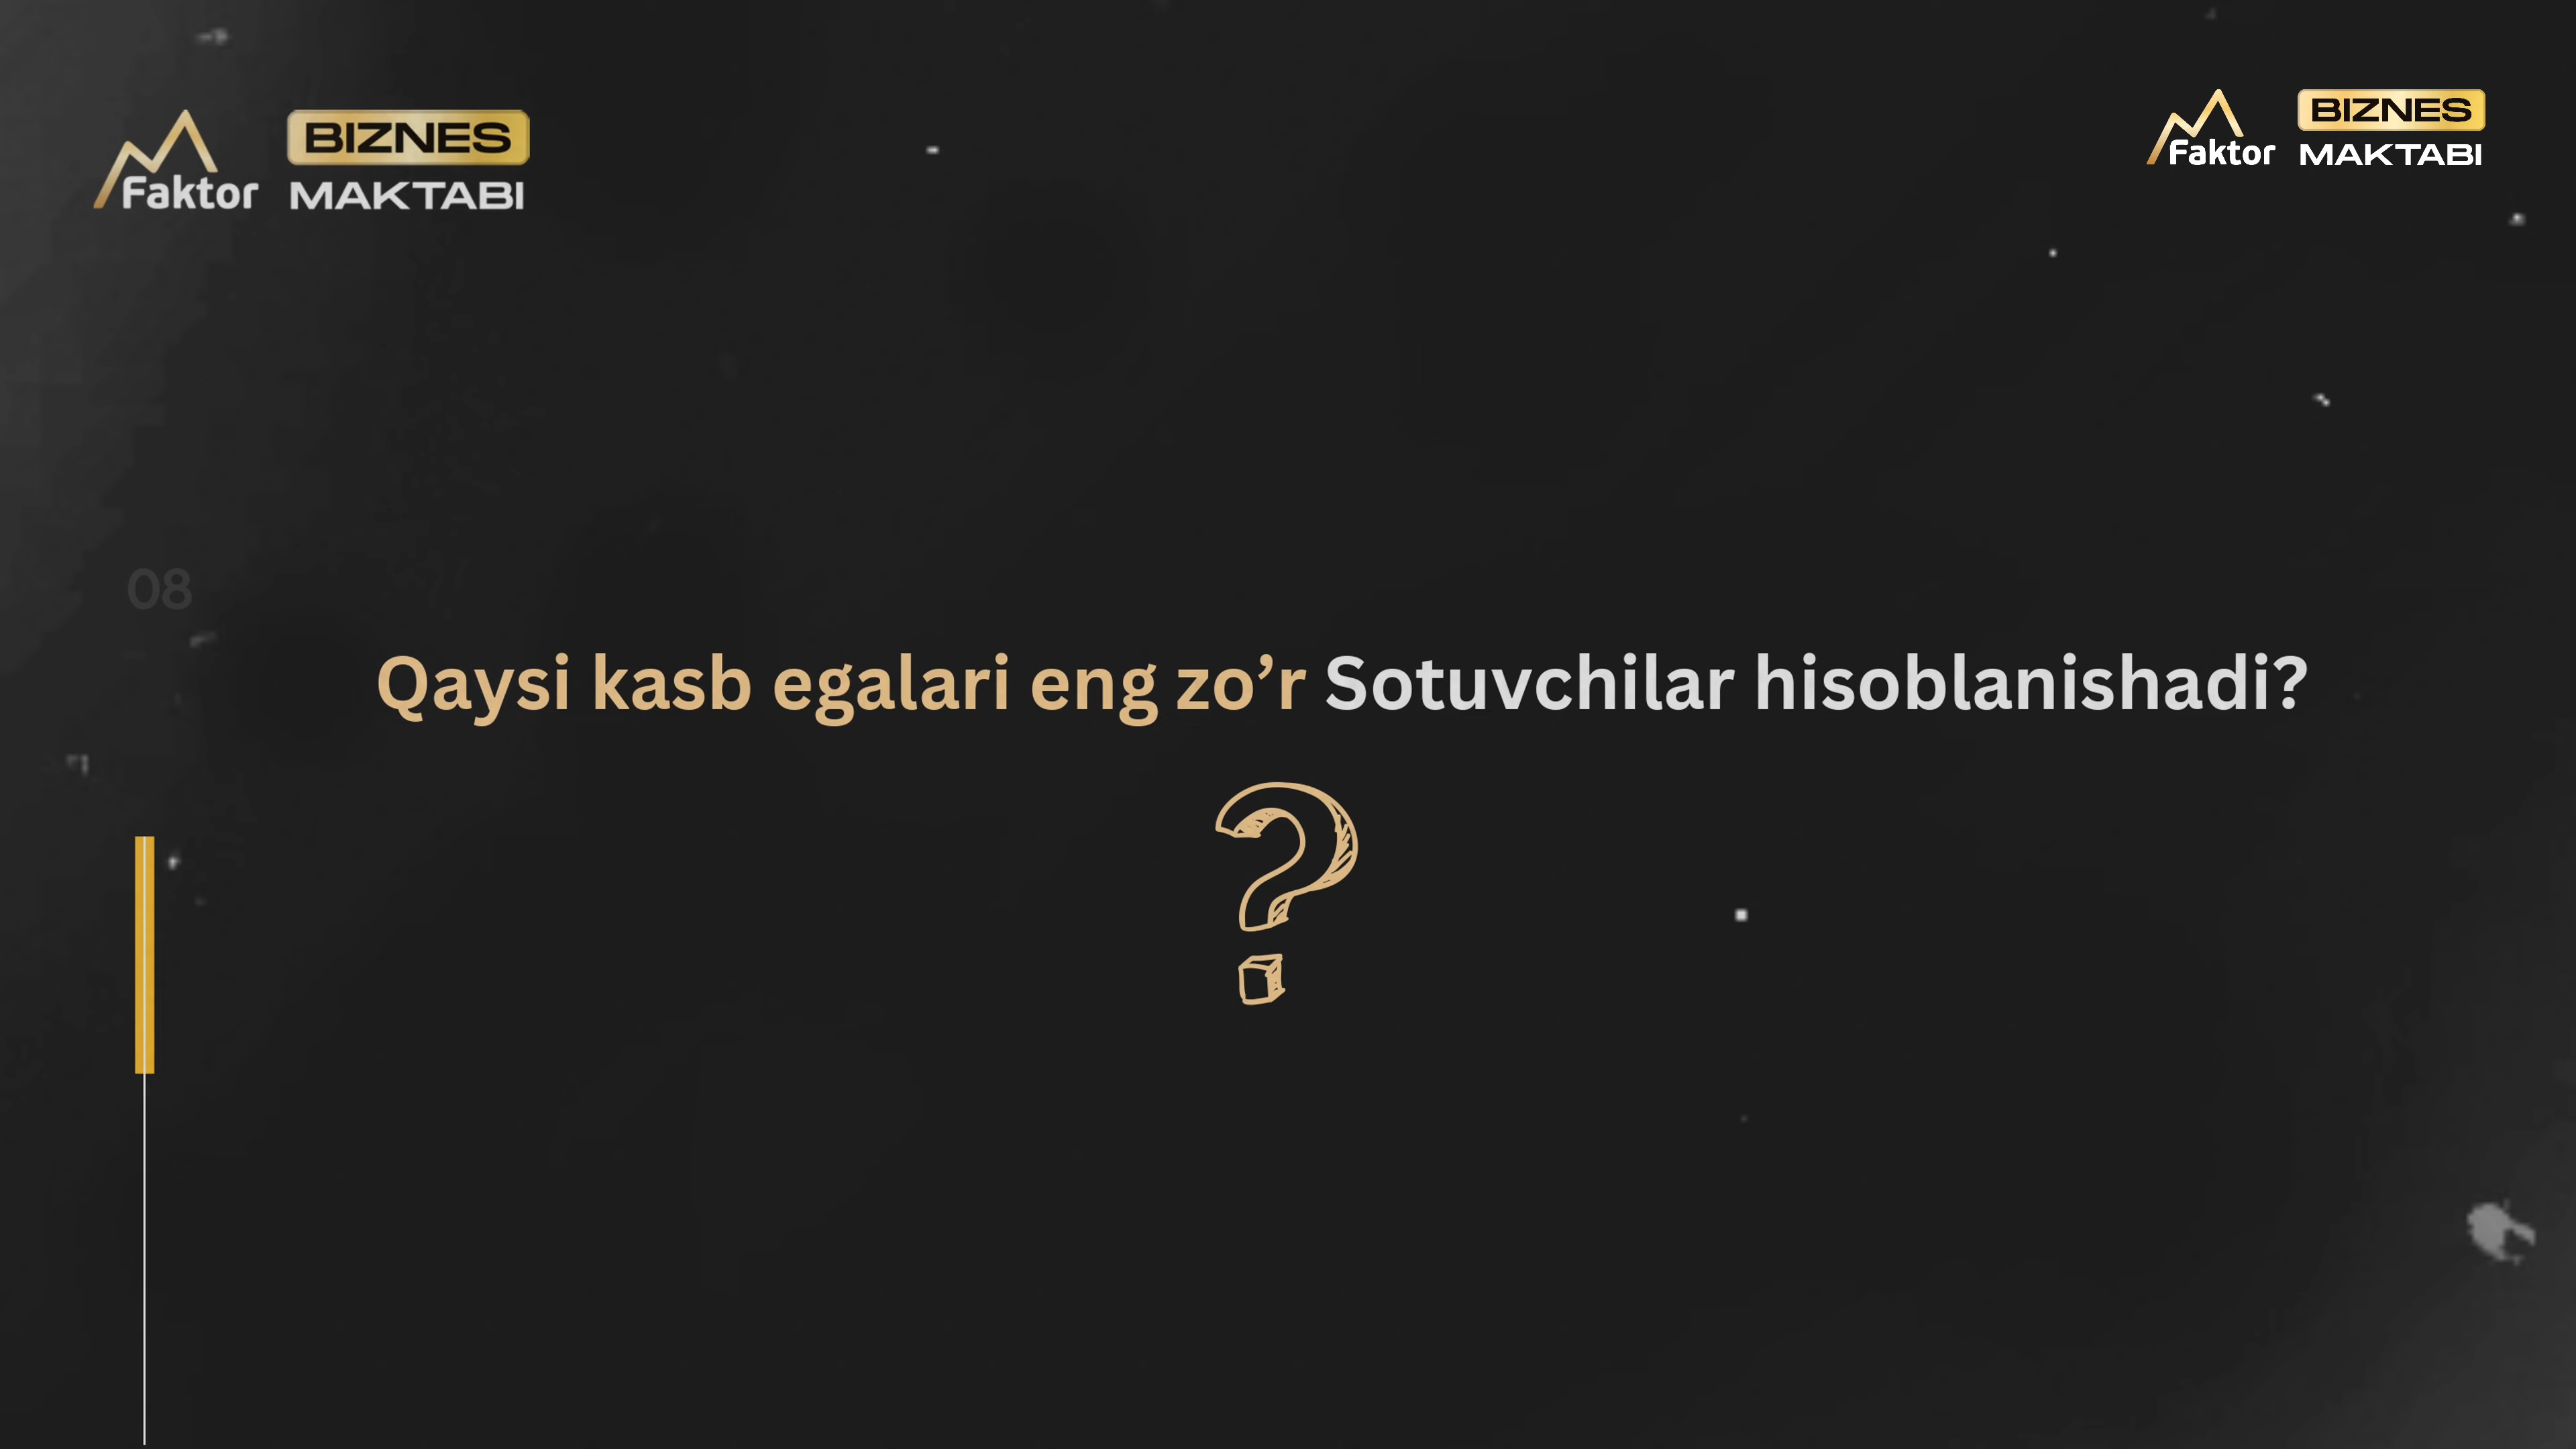 Faktor
BIZNES
MAKTABI
Faktor
BIZNES
MAKTABI
08
Qaysi kasb egalari eng zo’r Sotuvchilar hisoblanishadi?
?